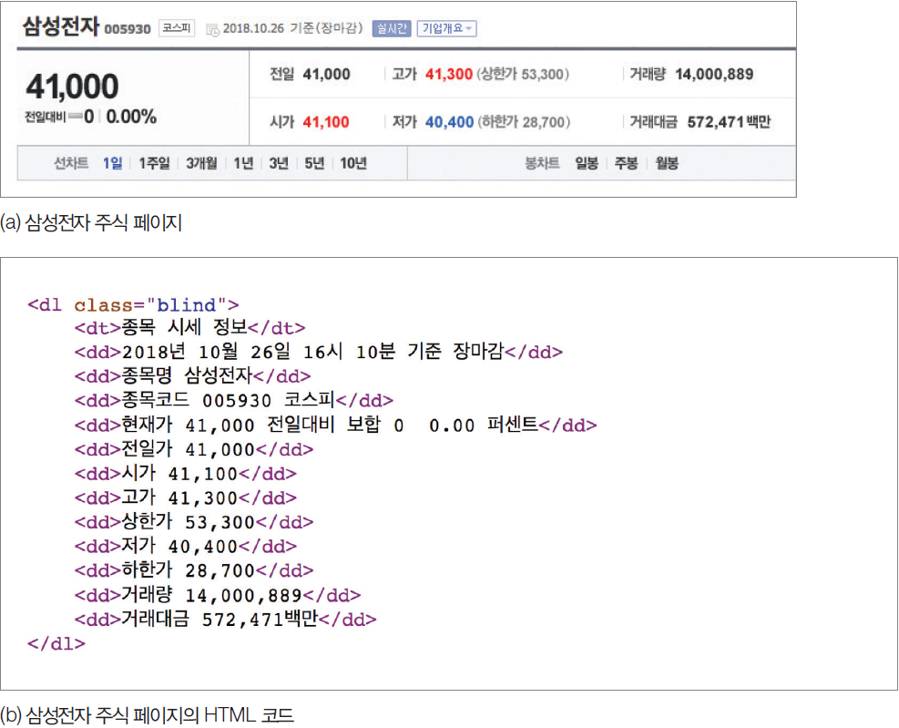 삼성전자 005930 코스피 2018.10.26 기준(장마감) 실시간 기업개요
41,000 전일 41,000 고가 41,300 (상한가 53,300) 거래량 14,000,889
전일대비 0 0.00% 시가 41,100 저가 40,400 (하한가 28,700) 거래대금 572,471 백만
선차트 1일 1주일 3개월 1년 3년 5년 10년 봉차트 일봉 주봉 월봉
(a) 삼성전자 주식 페이지
<dl class="blind">
<dt>종목 시세 정보</dt>
<dd>2018년 10월 26일 16시 10분 기준 장마감</dd>
<dd>종목명 삼성전자</dd>
<dd>종목코드 005930 코스피</dd>
<dd>현재가 41,000 전일대비 보합 0  0.00 퍼센트</dd>
<dd>전일가 41,000</dd>
<dd>시가 41,100</dd>
<dd>고가 41,300</dd>
<dd>상한가 53,300</dd>
<dd>저가 40,400</dd>
<dd>하한가 28,700</dd>
<dd>거래량 14,000,889</dd>
<dd>거래대금 572,471백만</dd>
</dl>
(b) 삼성전자 주식 페이지의 HTML 코드